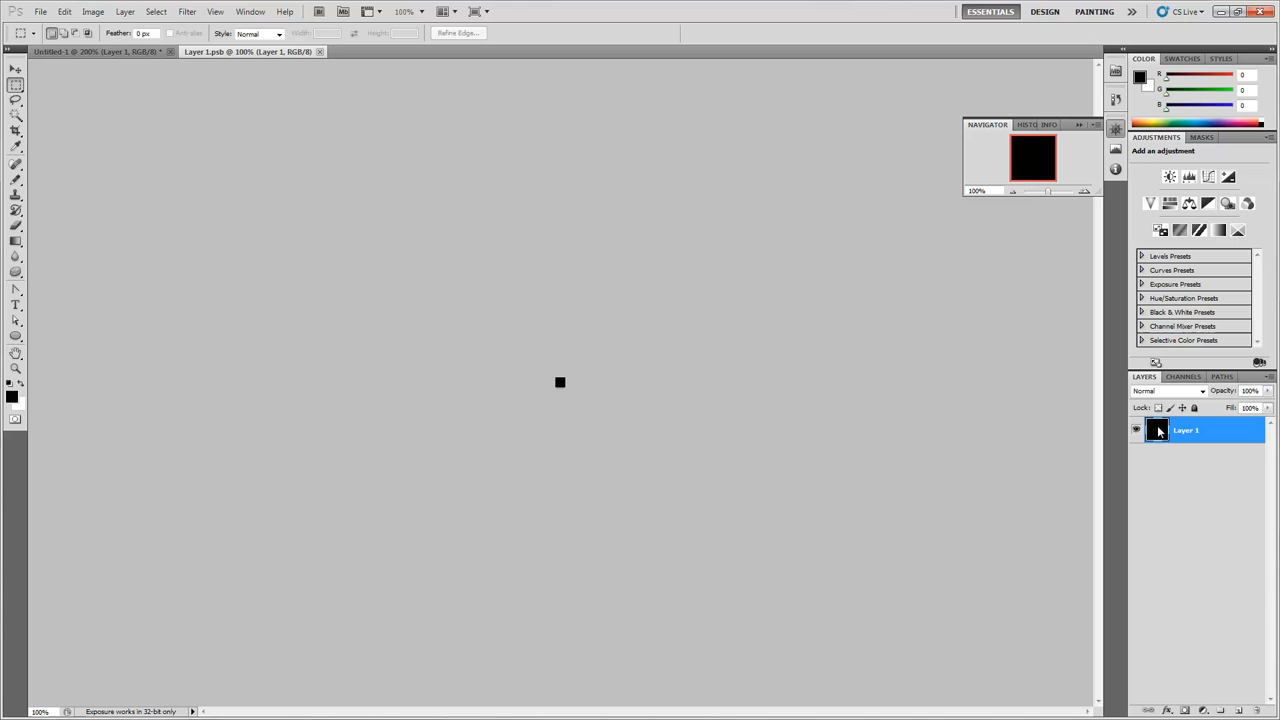 Ps File Edit Image Layer Select Filter View Window Help Br Mb 100% ESSENTIALS DESIGN PAINTING CS Live
Feather: 0 px Anti-alias Style: Normal Width: Height: Refine Edge...
Untitled-1 @ 200% (Layer 1, RGB/8) * Layer 1.psb @ 100% (Layer 1, RGB/8)
COLOR SWATCHES STYLES
R 0
G 0
B 0
NAVIGATOR HISTO INFO
100%
ADJUSTMENTS MASKS
Add an adjustment
Levels Presets
Curves Presets
Exposure Presets
Hue/Saturation Presets
Black & White Presets
Channel Mixer Presets
Selective Color Presets
LAYERS CHANNELS PATHS
Normal Opacity: 100%
Lock: Fill: 100%
Layer 1
100% Exposure works in 32-bit only